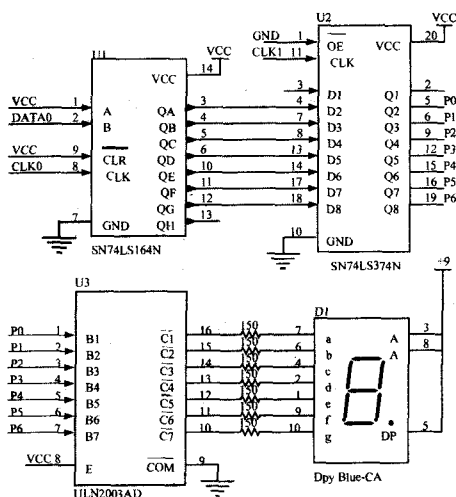 U1
VCC
14
VCC
VCC 1 A QA 3
DATA0 2 B QB 4
QC 5
VCC 9 CLR QD 6
CLK0 8 CLK QE 10
QF 11
QG 12
7 GND QH 13
SN74LS164N
U2
VCC
GND 1 OE VCC 20
CLK1 11 CLK
3 D1 Q1 2
4 D2 Q2 5 P0
7 D3 Q3 6 P1
8 D4 Q4 9 P2
13 D5 Q5 12 P3
14 D6 Q6 15 P4
17 D7 Q7 16 P5
18 D8 Q8 19 P6
10 GND
SN74LS374N
U3
P0 1 B1 C1 16
P1 2 B2 C2 15
P2 3 B3 C3 14
P3 4 B4 C4 13
P4 5 B5 C5 12
P5 6 B6 C6 11
P6 7 B7 C7 10
VCC 8 E COM 9
ULN2003AD
150
150
150
150
150
150
150
D1
+9
7 a A 3
6 b A 8
4 c
2 d
1 e
9 f
10 g DP 5
Dpy Blue-CA